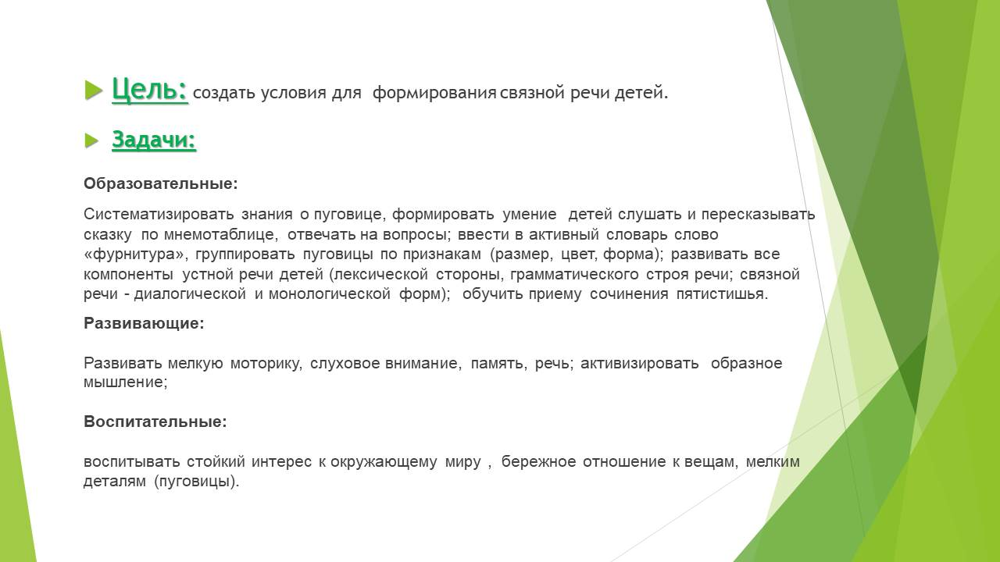 Цель: создать условия для формирования связной речи детей.
Задачи:
Образовательные:
Систематизировать знания о пуговице, формировать умение детей слушать и пересказывать
сказку по мнемотаблице, отвечать на вопросы; ввести в активный словарь слово
«фурнитура», группировать пуговицы по признакам (размер, цвет, форма); развивать все
компоненты устной речи детей (лексической стороны, грамматического строя речи; связной
речи - диалогической и монологической форм); обучить приему сочинения пятистишья.
Развивающие:
Развивать мелкую моторику, слуховое внимание, память, речь; активизировать образное
мышление;
Воспитательные:
воспитывать стойкий интерес к окружающему миру , бережное отношение к вещам, мелким
деталям (пуговицы).